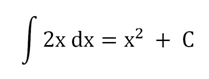 ∫ 2x dx = x² + C